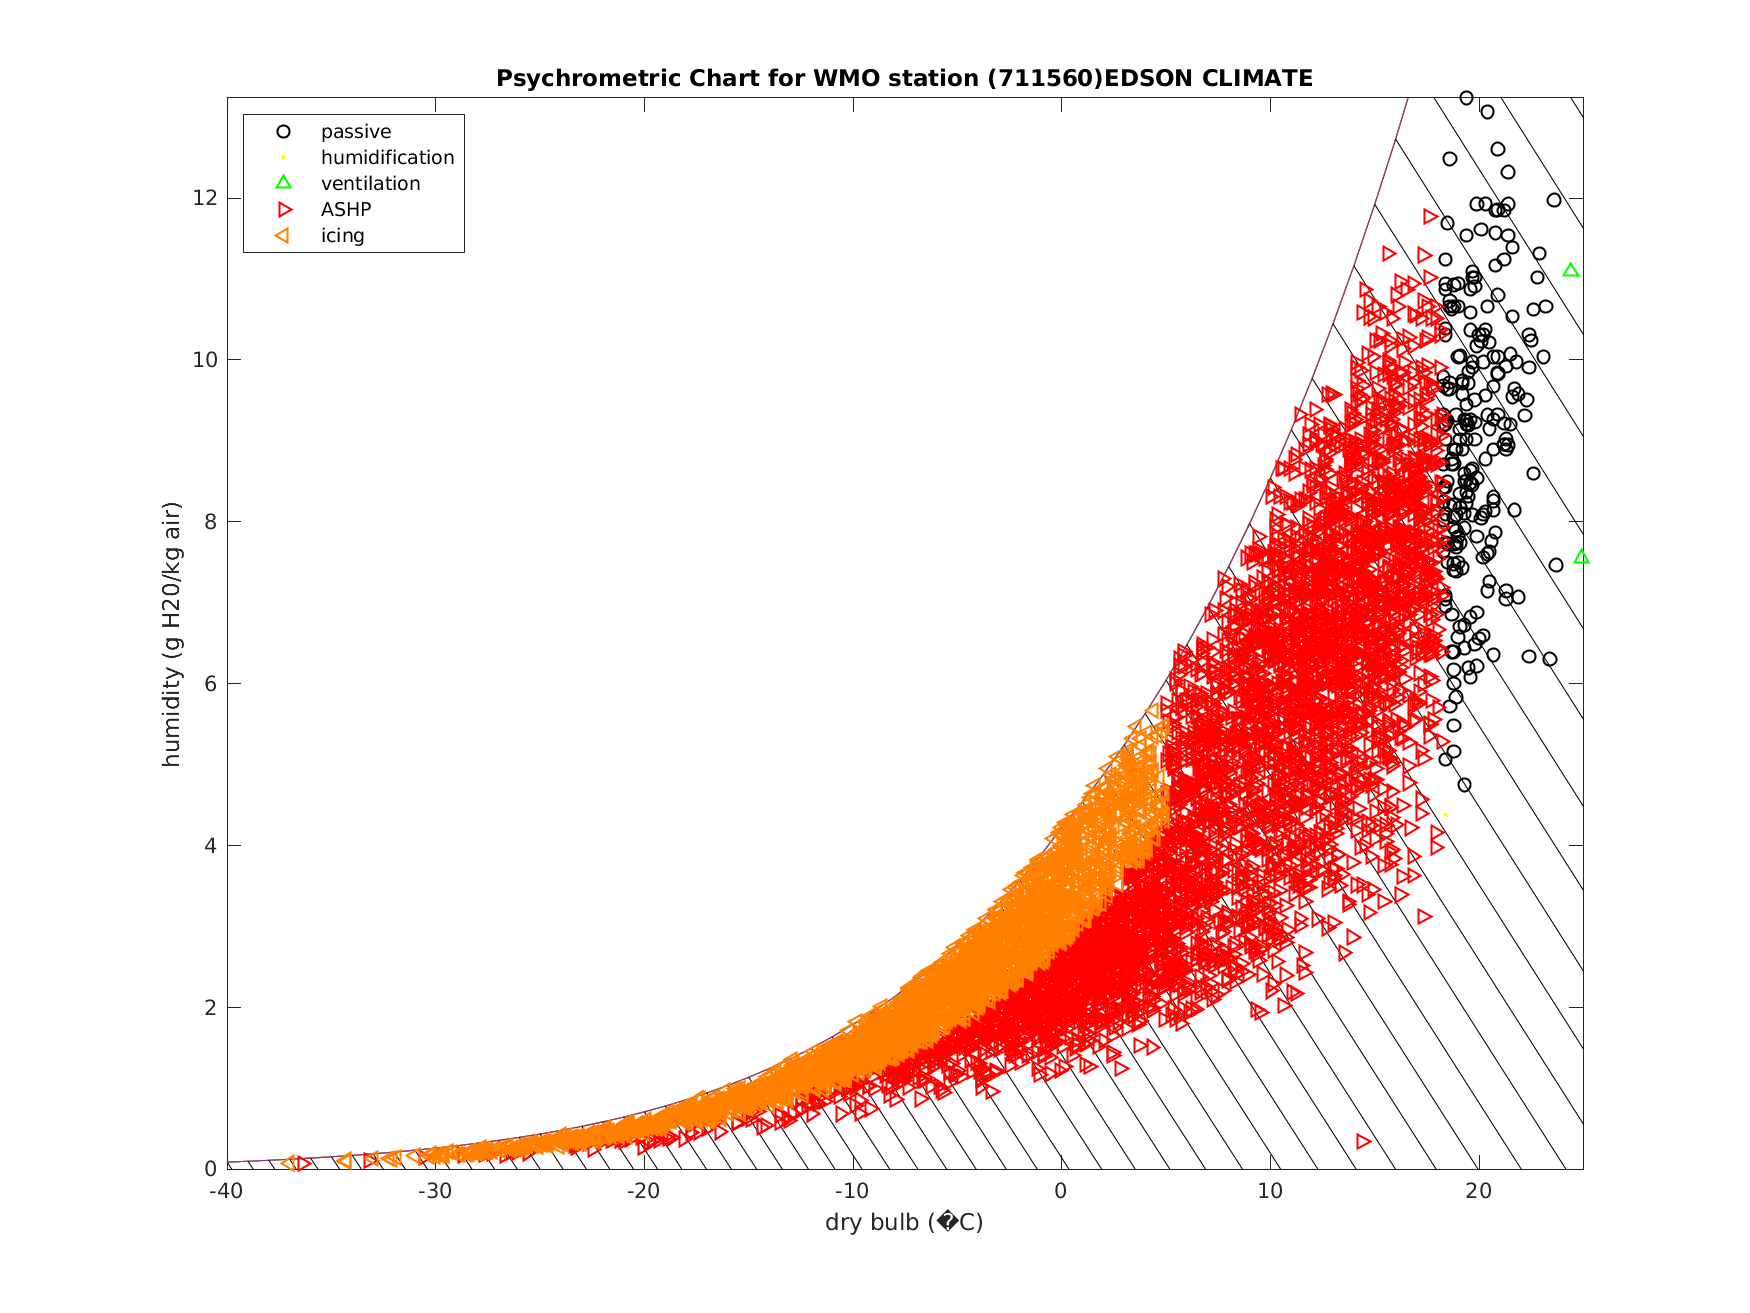 Psychrometric Chart for WMO station (711560)EDSON CLIMATE
passive
humidification
ventilation
ASHP
icing
12
10
8
6
4
2
0
humidity (g H20/kg air)
-40 -30 -20 -10 0 10 20
dry bulb (�C)